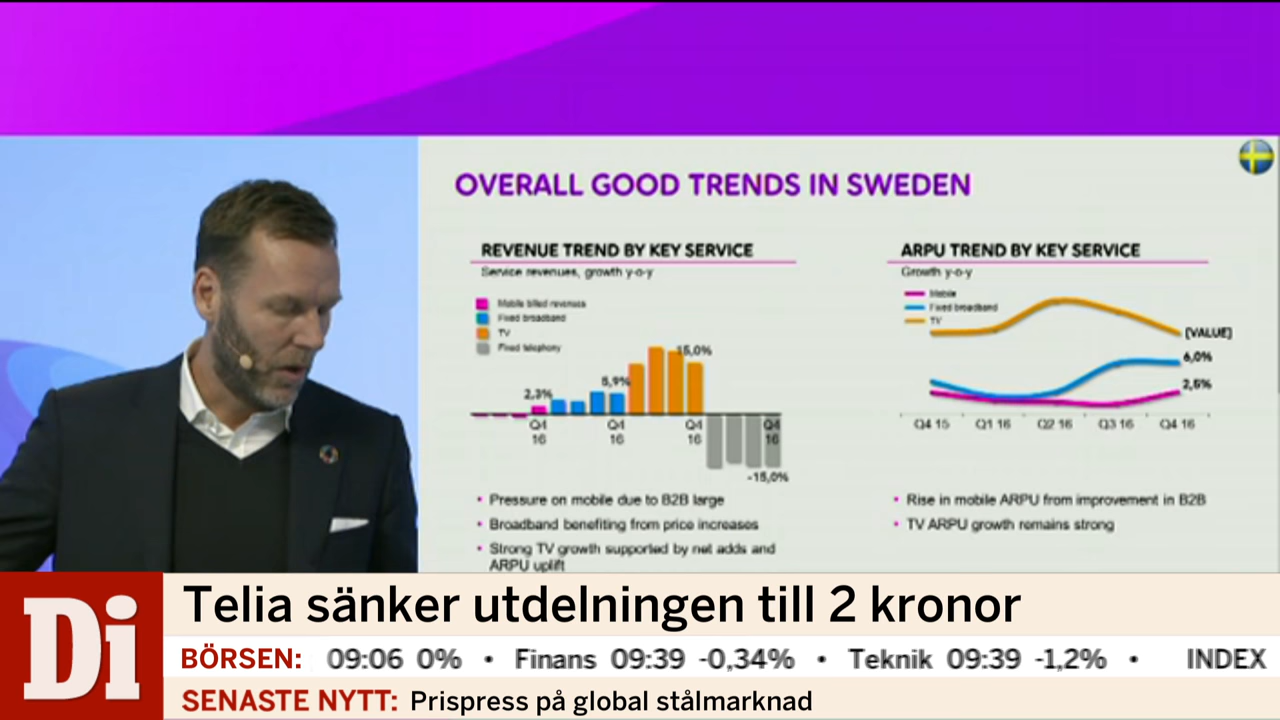 OVERALL GOOD TRENDS IN SWEDEN
REVENUE TREND BY KEY SERVICE
Service revenues, growth y-o-y
Mobile billed revenues
Fixed broadband
TV
Fixed telephony
2,3%
5,9%
15,0%
-15,0%
Q4 16
Q4 16
Q4 16
Q4 16
• Pressure on mobile due to B2B large
• Broadband benefiting from price increases
• Strong TV growth supported by net adds and
ARPU uplift
ARPU TREND BY KEY SERVICE
Growth y-o-y
Mobile
Fixed broadband
TV
[VALUE]
6,0%
2,5%
Q4 15 Q1 16 Q2 16 Q3 16 Q4 16
• Rise in mobile ARPU from improvement in B2B
• TV ARPU growth remains strong
Di
Telia sänker utdelningen till 2 kronor
BÖRSEN: 09:06 0% • Finans 09:39 -0,34% • Teknik 09:39 -1,2% • INDEX
SENASTE NYTT: Prispress på global stålmarknad